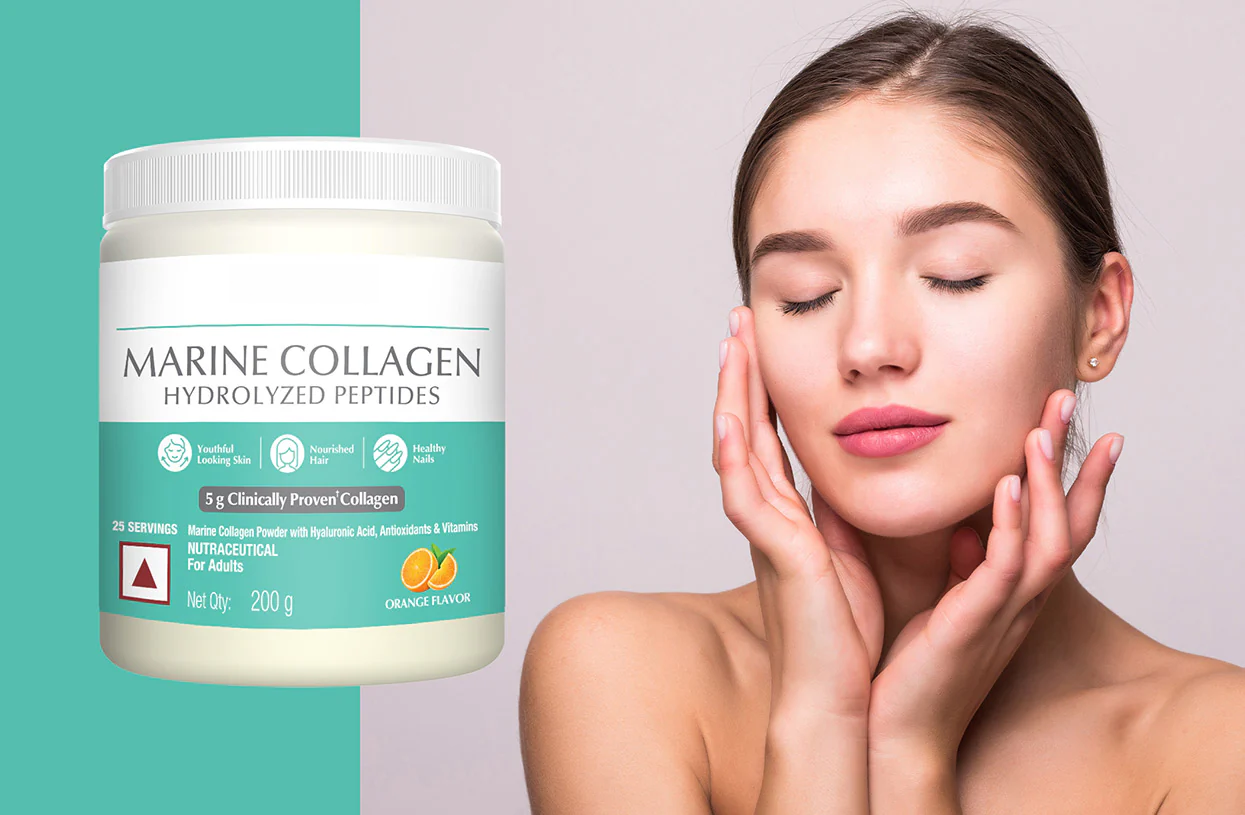 MARINE COLLAGEN
HYDROLYZED PEPTIDES
Youthful
Looking Skin
Nourished
Hair
Healthy
Nails
5 g Clinically Proven† Collagen
25 SERVINGS
Marine Collagen Powder with Hyaluronic Acid, Antioxidants & Vitamins
NUTRACEUTICAL
For Adults
Net Qty: 200 g
ORANGE FLAVOR